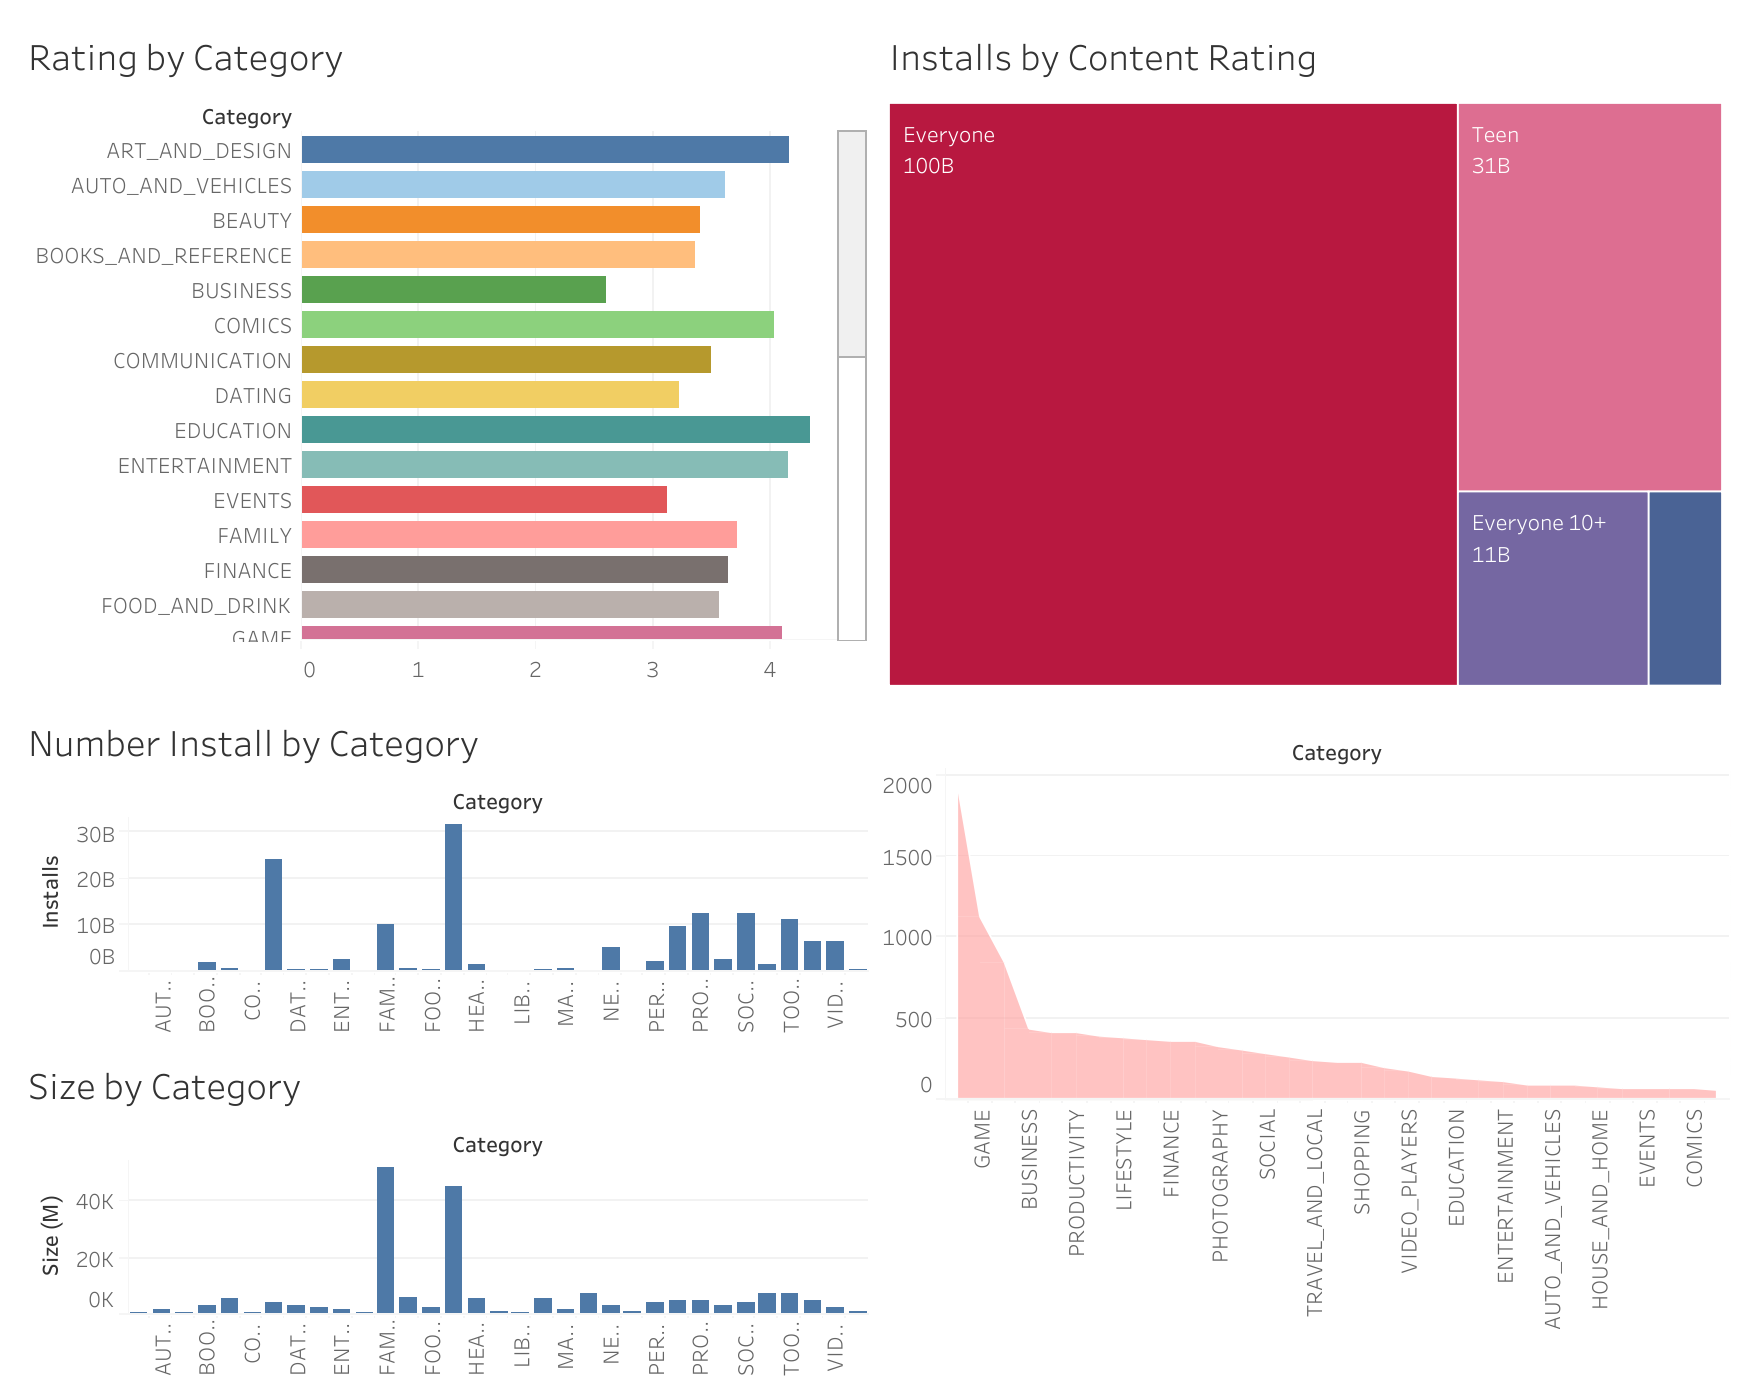 Rating by Category
Category
ART_AND_DESIGN
AUTO_AND_VEHICLES
BEAUTY
BOOKS_AND_REFERENCE
BUSINESS
COMICS
COMMUNICATION
DATING
EDUCATION
ENTERTAINMENT
EVENTS
FAMILY
FINANCE
FOOD_AND_DRINK
GAME
0 1 2 3 4
Installs by Content Rating
Everyone
100B
Teen
31B
Everyone 10+
11B
Number Install by Category
Category
Installs
30B
20B
10B
0B
AUT..
BOO..
CO..
DAT..
ENT..
FAM..
FOO..
HEA..
LIB..
MA..
NE..
PER..
PRO..
SOC..
TOO..
VID..
Size by Category
Category
Size (M)
40K
20K
0K
AUT..
BOO..
CO..
DAT..
ENT..
FAM..
FOO..
HEA..
LIB..
MA..
NE..
PER..
PRO..
SOC..
TOO..
VID..
Category
2000
1500
1000
500
0
GAME
BUSINESS
PRODUCTIVITY
LIFESTYLE
FINANCE
PHOTOGRAPHY
SOCIAL
TRAVEL_AND_LOCAL
SHOPPING
VIDEO_PLAYERS
EDUCATION
ENTERTAINMENT
AUTO_AND_VEHICLES
HOUSE_AND_HOME
EVENTS
COMICS